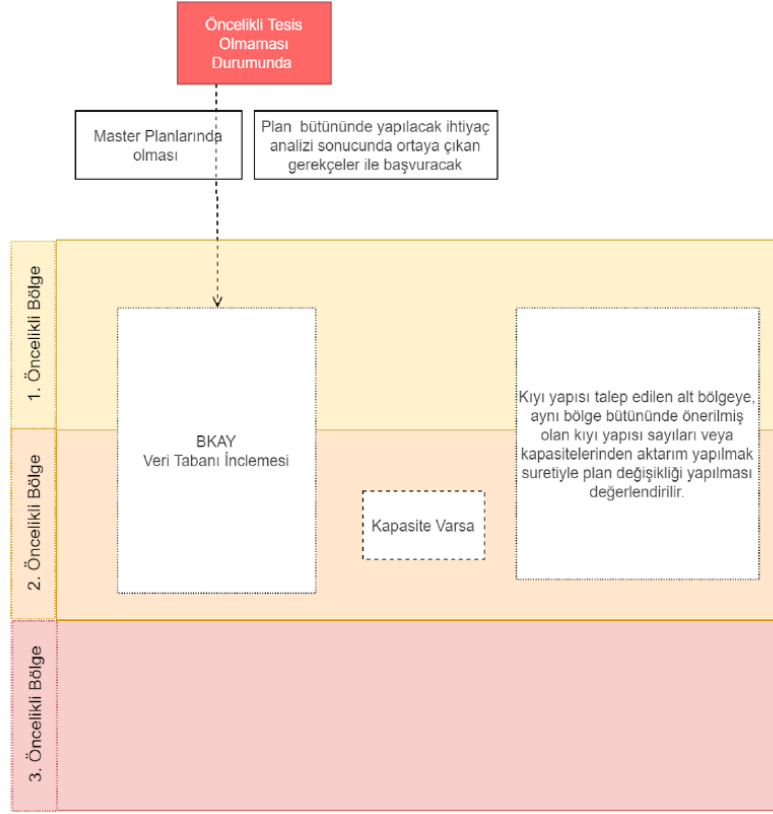 Öncelikli Tesis
Olmaması
Durumunda
Master Planlarında
olması
Plan bütününde yapılacak ihtiyaç
analizi sonucunda ortaya çıkan
gerekçeler ile başvuracak
1. Öncelikli Bölge
2. Öncelikli Bölge
3. Öncelikli Bölge
BKAY
Veri Tabanı İnclemesi
Kapasite Varsa
Kıyı yapısı talep edilen alt bölgeye,
aynı bölge bütününde önerilmiş
olan kıyı yapısı sayıları veya
kapasitelerinden aktarım yapılmak
suretiyle plan değişikliği yapılması
değerlendirilir.